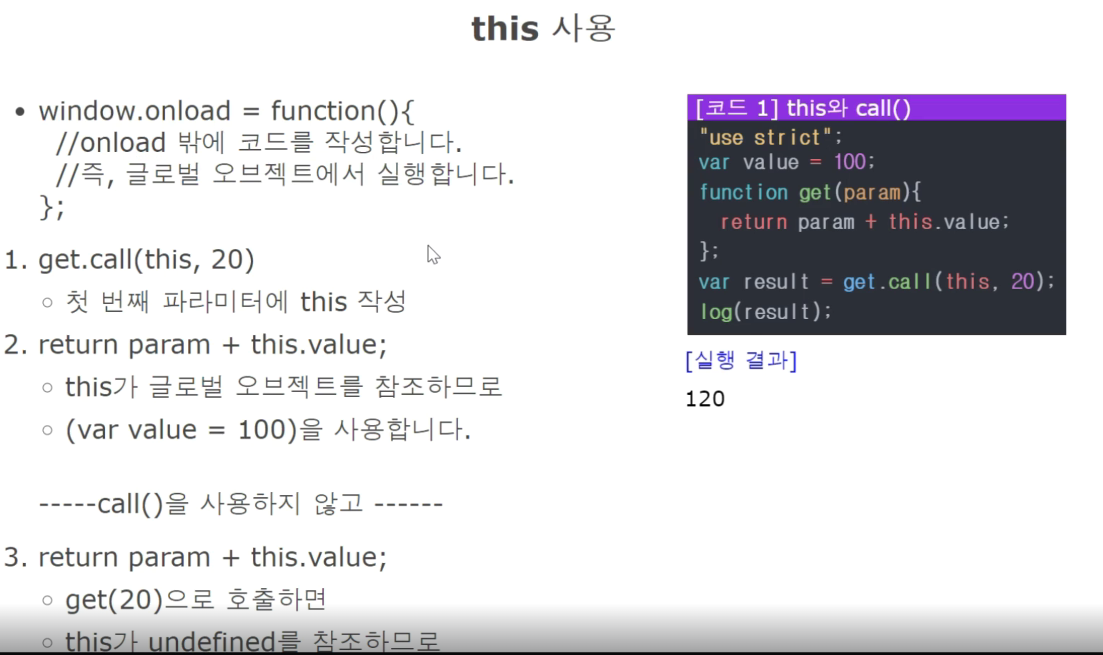 this 사용
• window.onload = function(){
//onload 밖에 코드를 작성합니다.
//즉, 글로벌 오브젝트에서 실행합니다.
};
1. get.call(this, 20)
○ 첫 번째 파라미터에 this 작성
2. return param + this.value;
○ this가 글로벌 오브젝트를 참조하므로
○ (var value = 100)을 사용합니다.
-----call()을 사용하지 않고 ------
3. return param + this.value;
○ get(20)으로 호출하면
○ this가 undefined를 참조하므로
[코드 1] this와 call()
"use strict";
var value = 100;
function get(param){
return param + this.value;
};
var result = get.call(this, 20);
log(result);
[실행 결과]
120